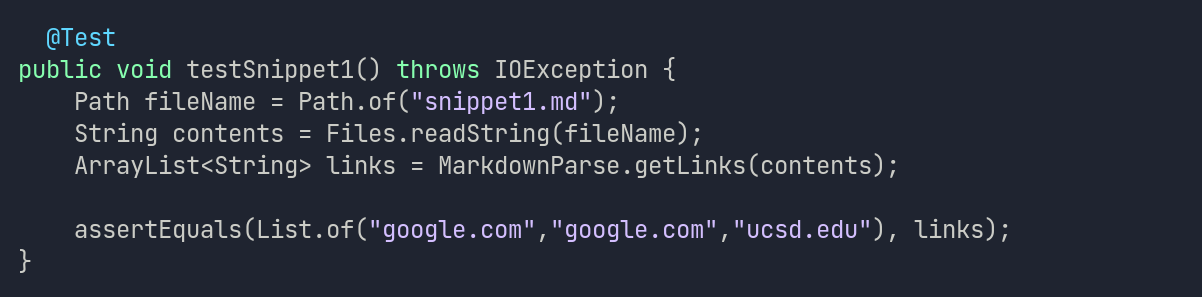 @Test
public void testSnippet1() throws IOException {
    Path fileName = Path.of("snippet1.md");
    String contents = Files.readString(fileName);
    ArrayList<String> links = MarkdownParse.getLinks(contents);

    assertEquals(List.of("google.com","google.com","ucsd.edu"), links);
}